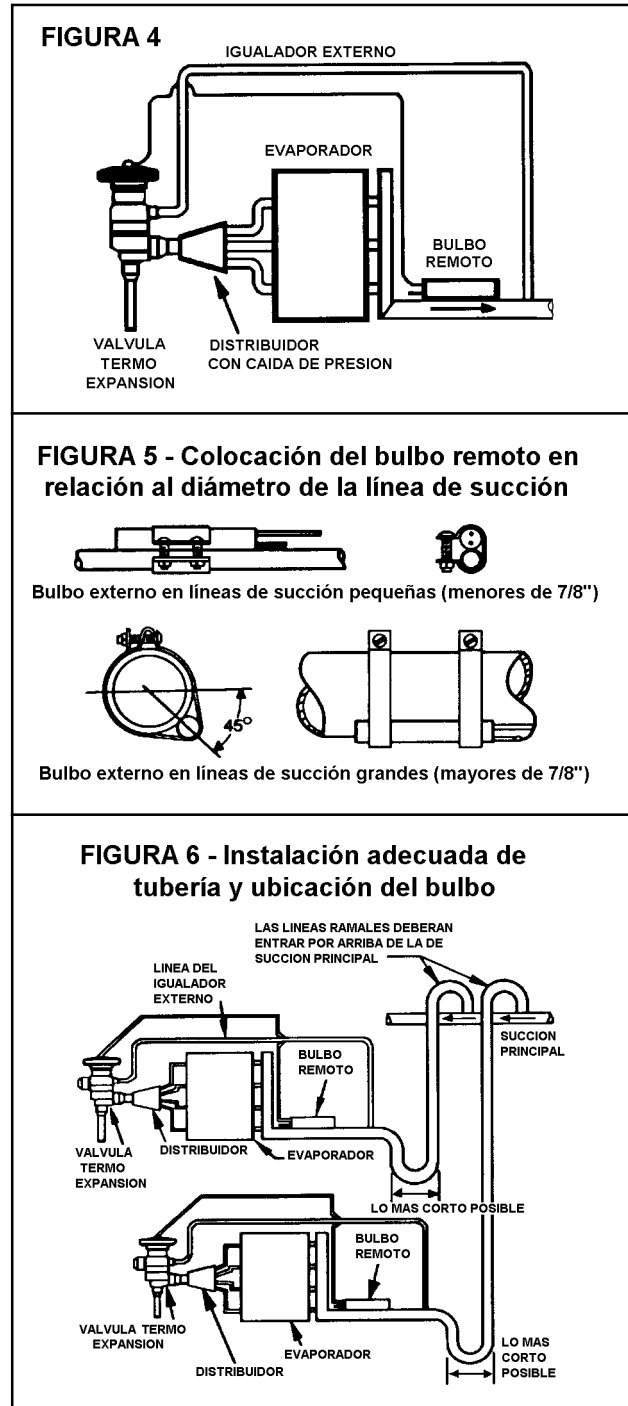 FIGURA 4
IGUALADOR EXTERNO
EVAPORADOR
BULBO
REMOTO
VALVULA
TERMO
EXPANSION
DISTRIBUIDOR
CON CAIDA DE PRESION
FIGURA 5 - Colocación del bulbo remoto en
relación al diámetro de la línea de succión
Bulbo externo en líneas de succión pequeñas (menores de 7/8")
45°
Bulbo externo en líneas de succión grandes (mayores de 7/8")
FIGURA 6 - Instalación adecuada de
tubería y ubicación del bulbo
LAS LINEAS RAMALES DEBERAN
ENTRAR POR ARRIBA DE LA DE
SUCCION PRINCIPAL
LINEA DEL
IGUALADOR
EXTERNO
SUCCION
PRINCIPAL
BULBO
REMOTO
VALVULA
TERMO
EXPANSION
DISTRIBUIDOR
EVAPORADOR
LO MAS CORTO POSIBLE
BULBO
REMOTO
VALVULA TERMO
EXPANSION
EVAPORADOR
DISTRIBUIDOR
LO MAS
CORTO
POSIBLE